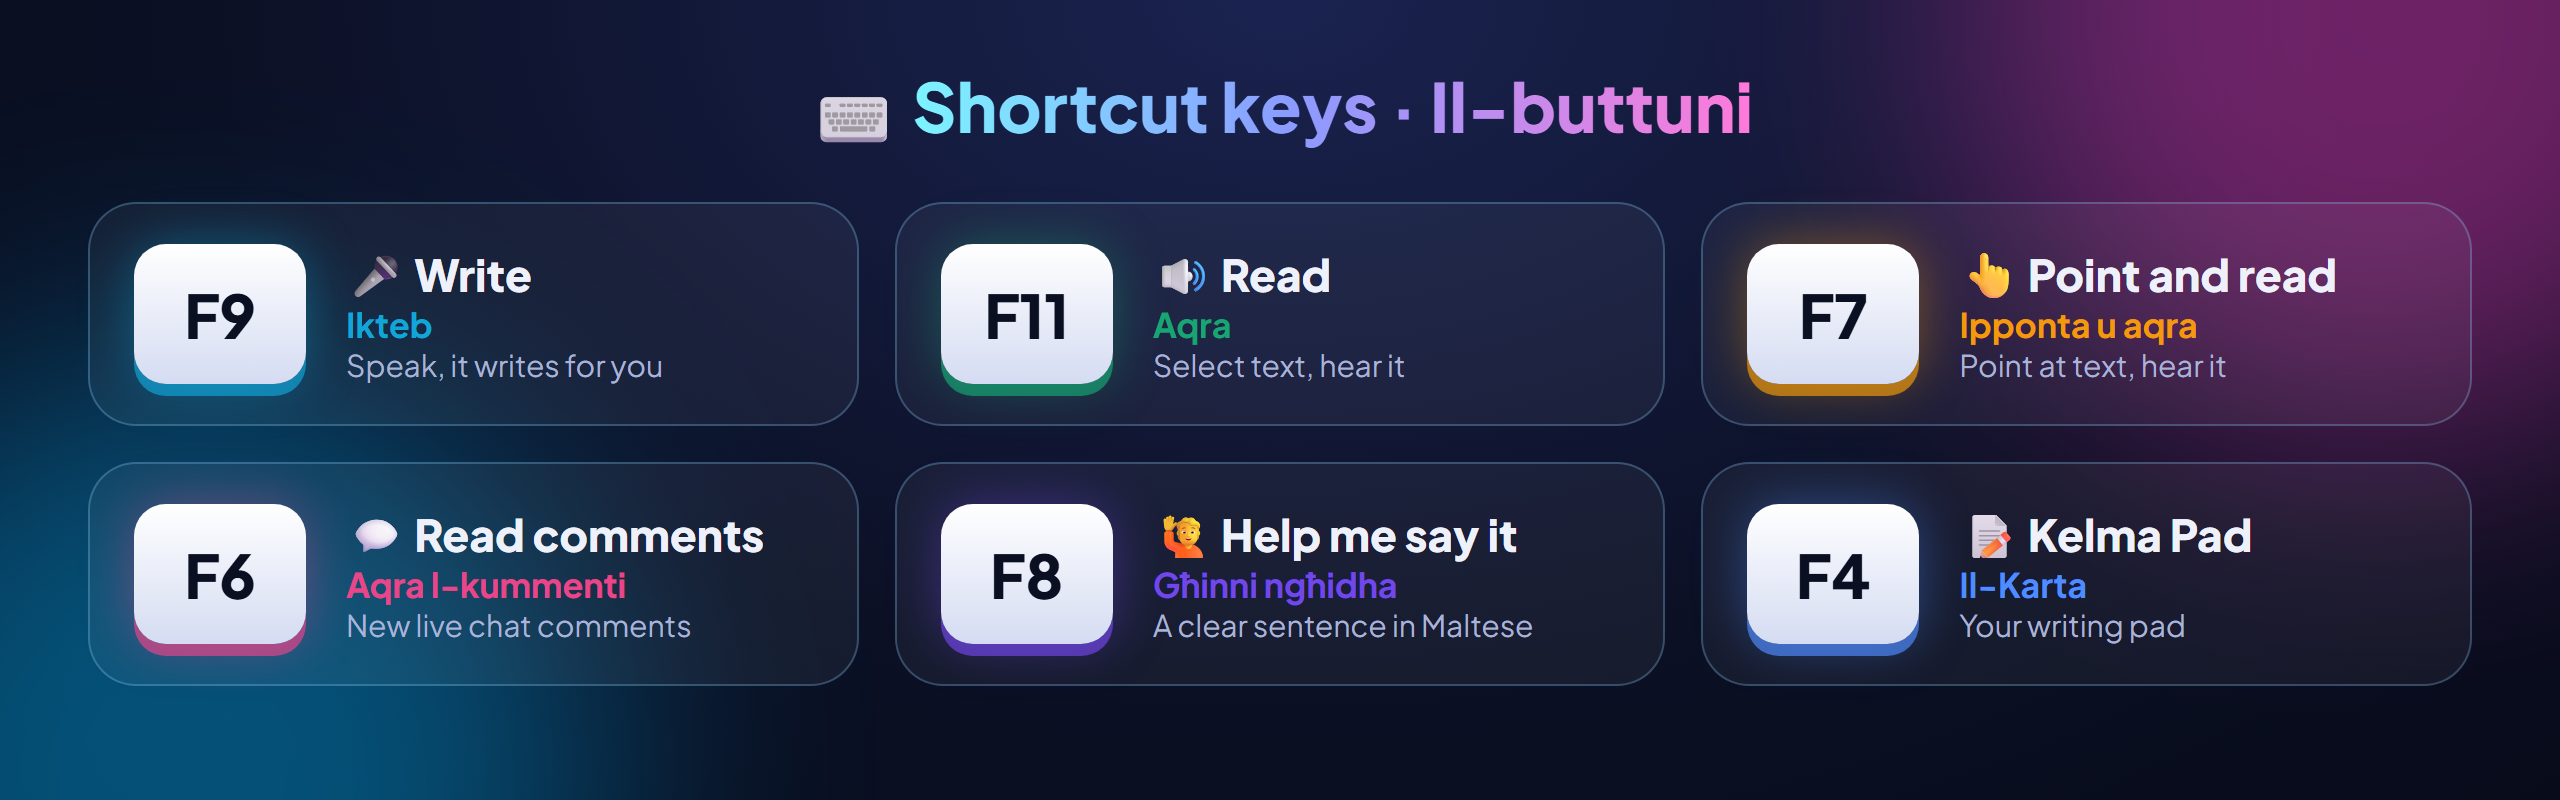 Shortcut keys · Il-buttuni
F9
Write
Ikteb
Speak, it writes for you
F11
Read
Aqra
Select text, hear it
F7
Point and read
Ipponta u aqra
Point at text, hear it
F6
Read comments
Aqra l-kummenti
New live chat comments
F8
Help me say it
Għinni ngħidha
A clear sentence in Maltese
F4
Kelma Pad
Il-Karta
Your writing pad